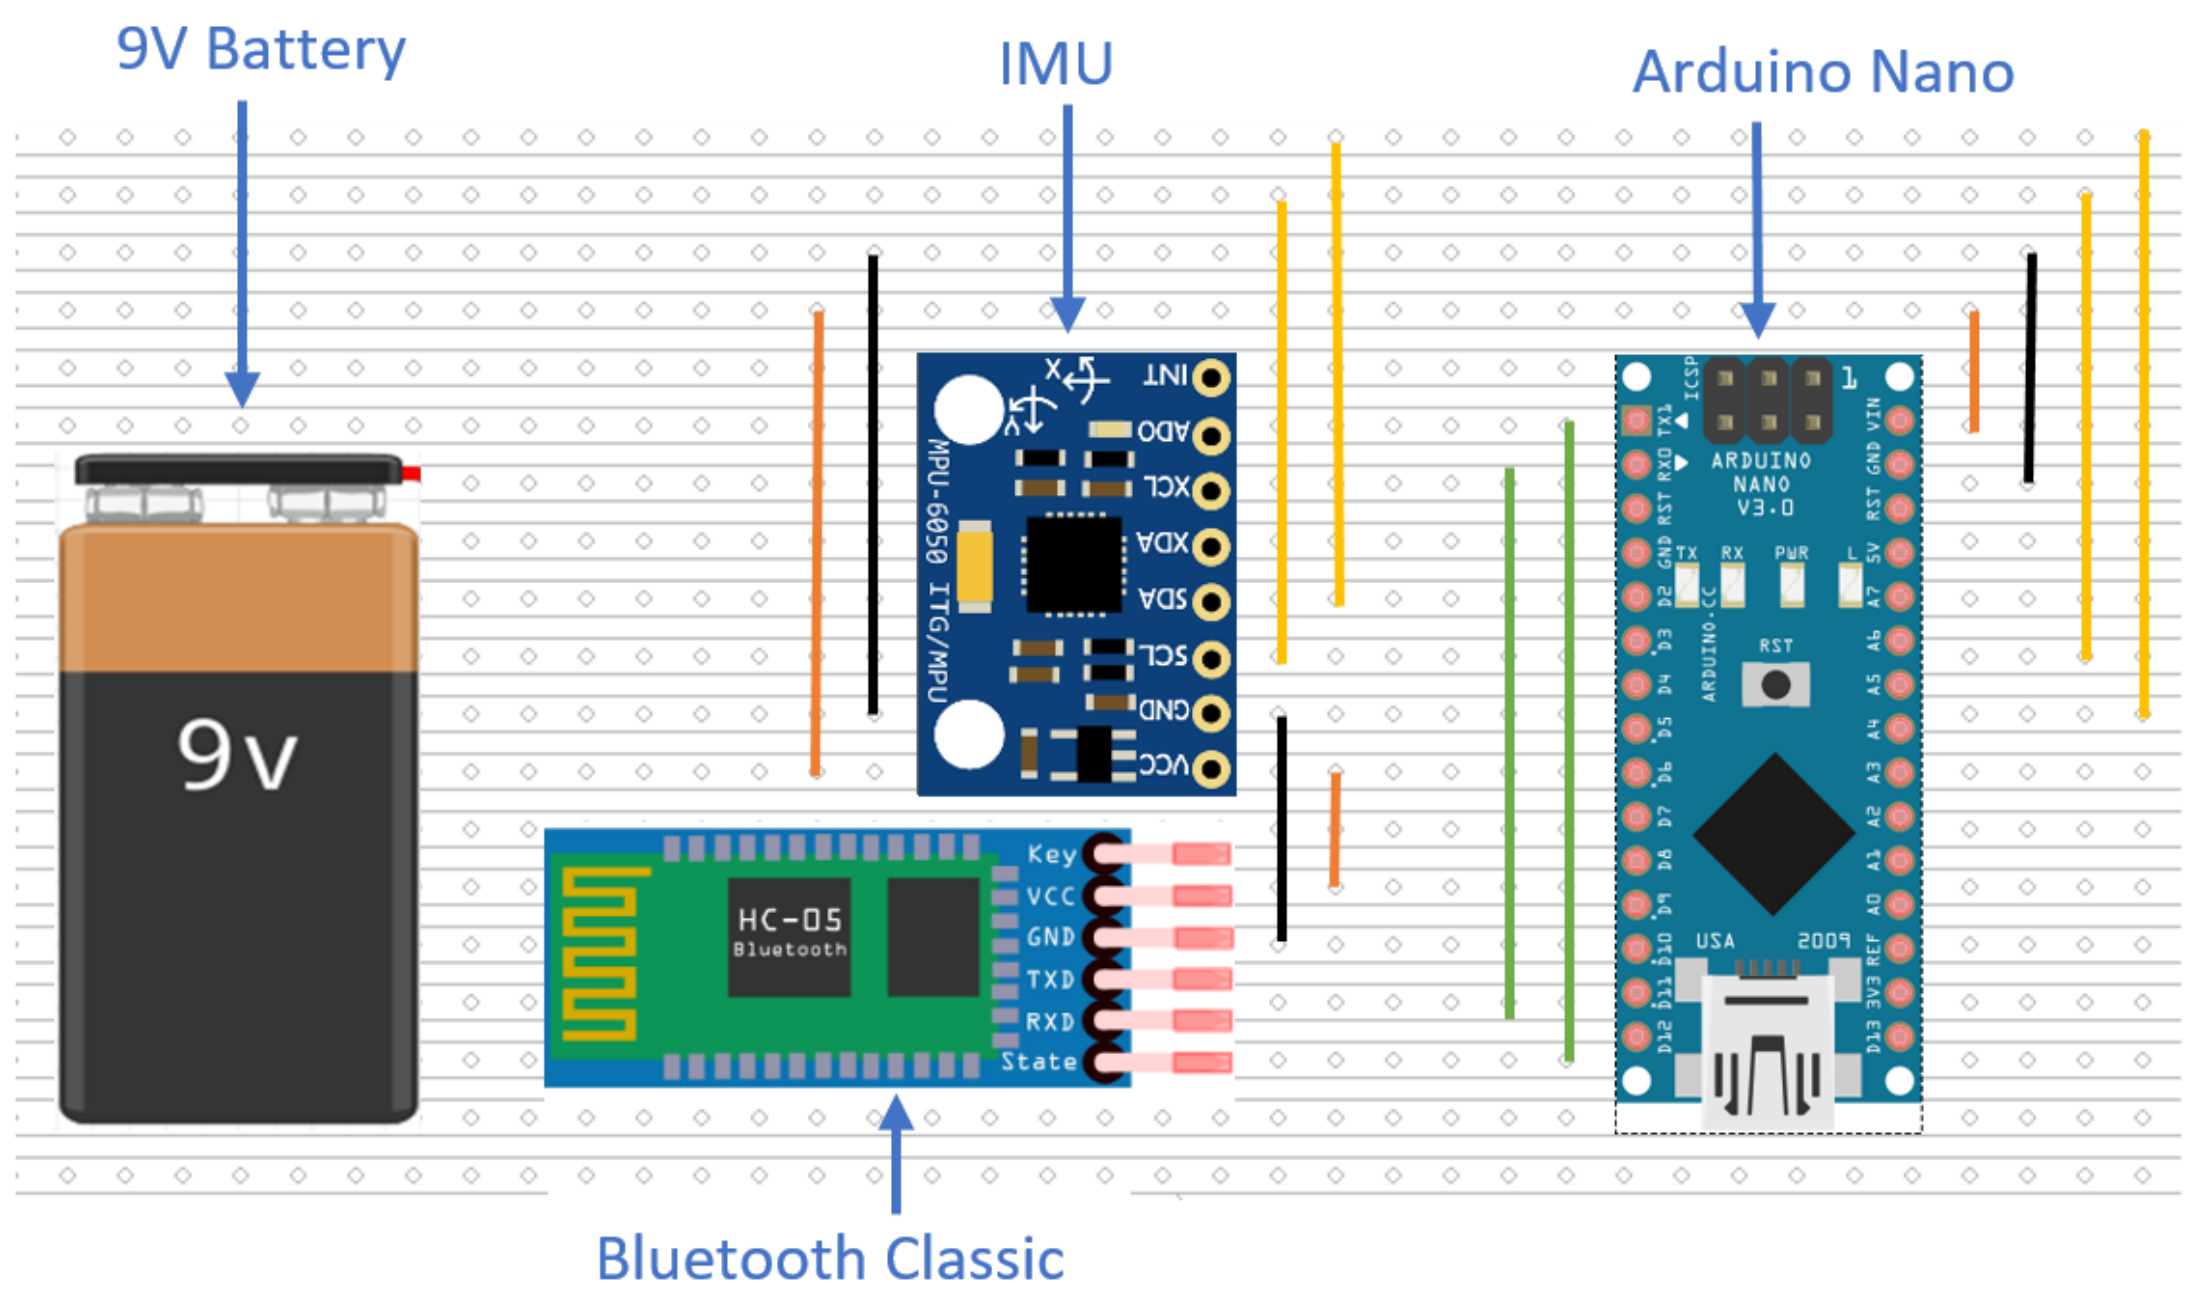 9V Battery
IMU
Arduino Nano
9v
X
Y
INT
ADO
XCL
XDA
SDA
SCL
GND
VCC
MPU-6050 ITG/MPU
HC-05
Bluetooth
Key
VCC
GND
TXD
RXD
State
ICSP
1
TX1
RX0
RST
GND
D2
D3
D4
D5
D6
D7
D8
D9
D10
D11
D12
ARDUINO
NANO
V3.0
TX RX PWR L
ARDUINO.CC
RST
USA 2009
VIN
GND
RST
5V
A7
A6
A5
A4
A3
A2
A1
A0
REF
3V3
D13
Bluetooth Classic